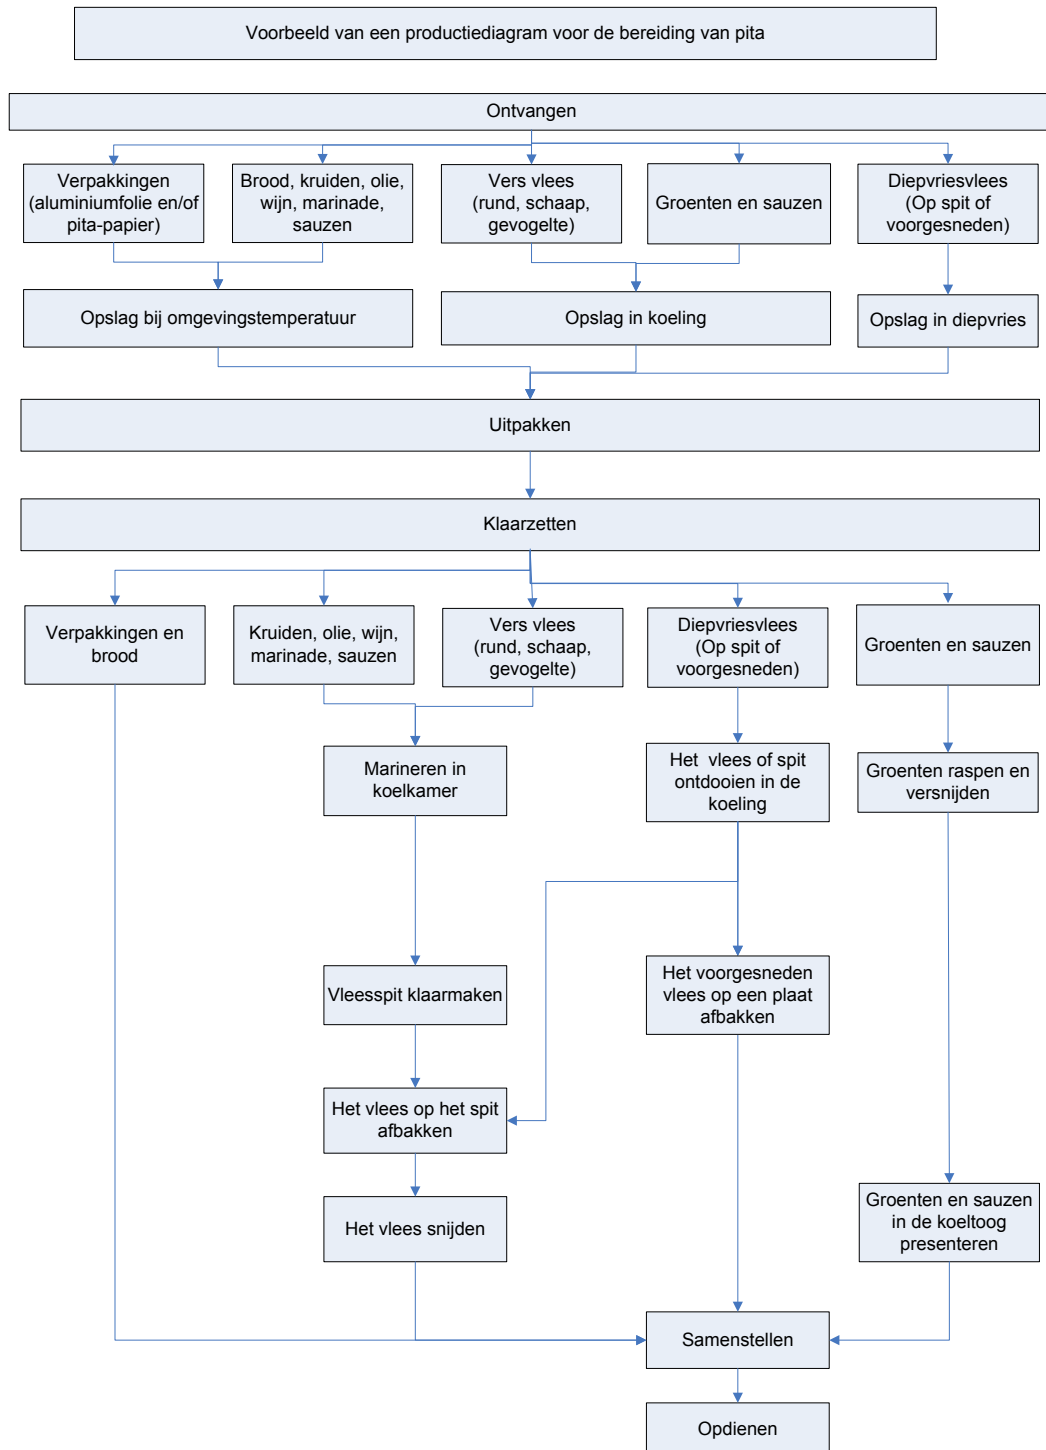 Voorbeeld van een productiediagram voor de bereiding van pita
Ontvangen
Verpakkingen
(aluminiumfolie en/of
pita-papier)
Brood, kruiden, olie,
wijn, marinade,
sauzen
Vers vlees
(rund, schaap,
gevogelte)
Groenten en sauzen
Diepvriesvlees
(Op spit of
voorgesneden)
Opslag bij omgevingstemperatuur
Opslag in koeling
Opslag in diepvries
Uitpakken
Klaarzetten
Verpakkingen en
brood
Kruiden, olie, wijn,
marinade, sauzen
Vers vlees
(rund, schaap,
gevogelte)
Diepvriesvlees
(Op spit of
voorgesneden)
Groenten en sauzen
Marineren in
koelkamer
Het vlees of spit
ontdooien in de
koeling
Groenten raspen en
versnijden
Vleesspit klaarmaken
Het voorgesneden
vlees op een plaat
afbakken
Het vlees op het spit
afbakken
Het vlees snijden
Groenten en sauzen
in de koeltoog
presenteren
Samenstellen
Opdienen